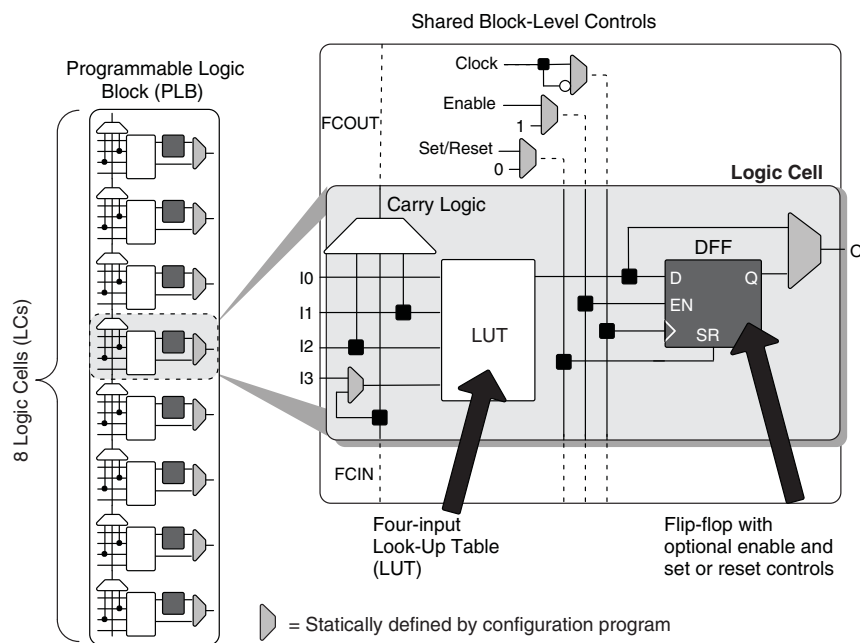 Shared Block-Level Controls
Programmable Logic
Block (PLB)
Clock
Enable
1
FCOUT
Set/Reset
0
Logic Cell
Carry Logic
DFF
O
I0
D
Q
I1
EN
LUT
I2
SR
I3
8 Logic Cells (LCs)
FCIN
Four-input
Look-Up Table
(LUT)
Flip-flop with
optional enable and
set or reset controls
= Statically defined by configuration program